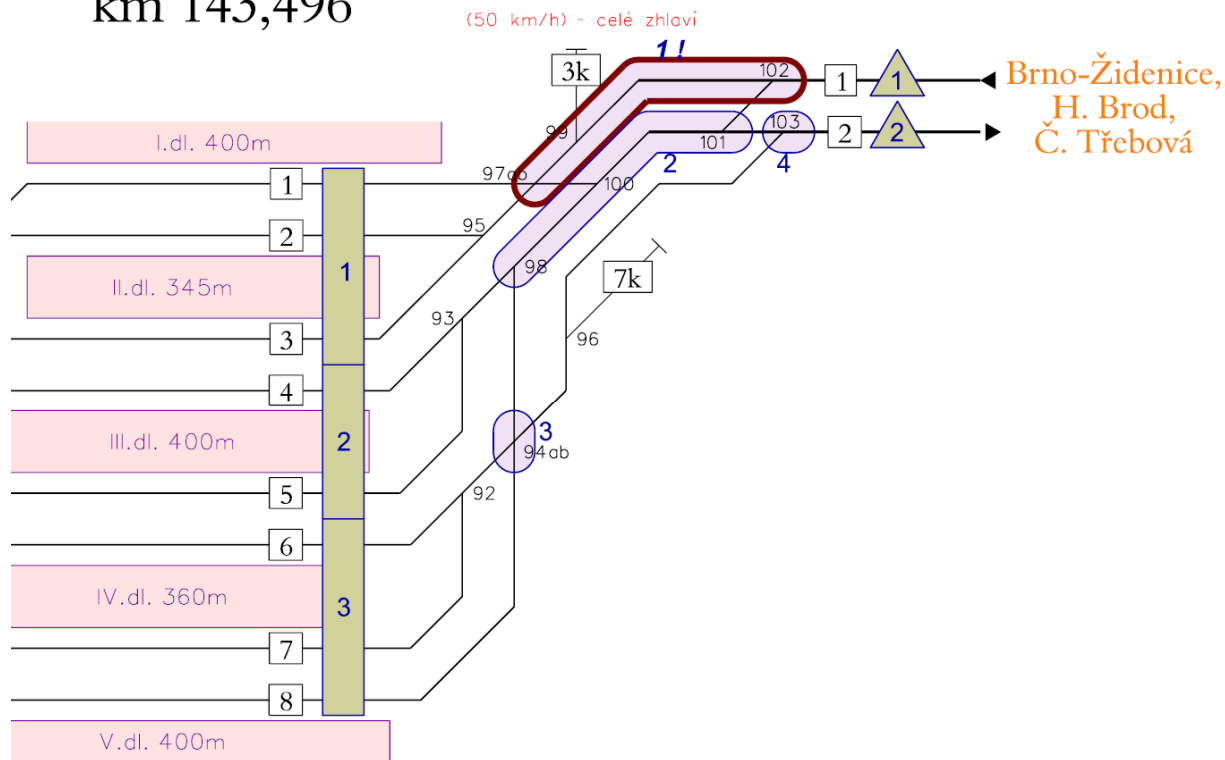 km 143,496
(50 km/h) - celé zhlaví
1!
3k
102
1
1
Brno-Židenice,
H. Brod,
Č. Třebová
99
101
103
2
2
I.dl. 400m
2
4
97ab
100
1
95
2
98
7k
II.dl. 345m
1
93
3
96
4
III.dl. 400m
2
3
94ab
5
92
6
IV.dl. 360m
3
7
8
V.dl. 400m